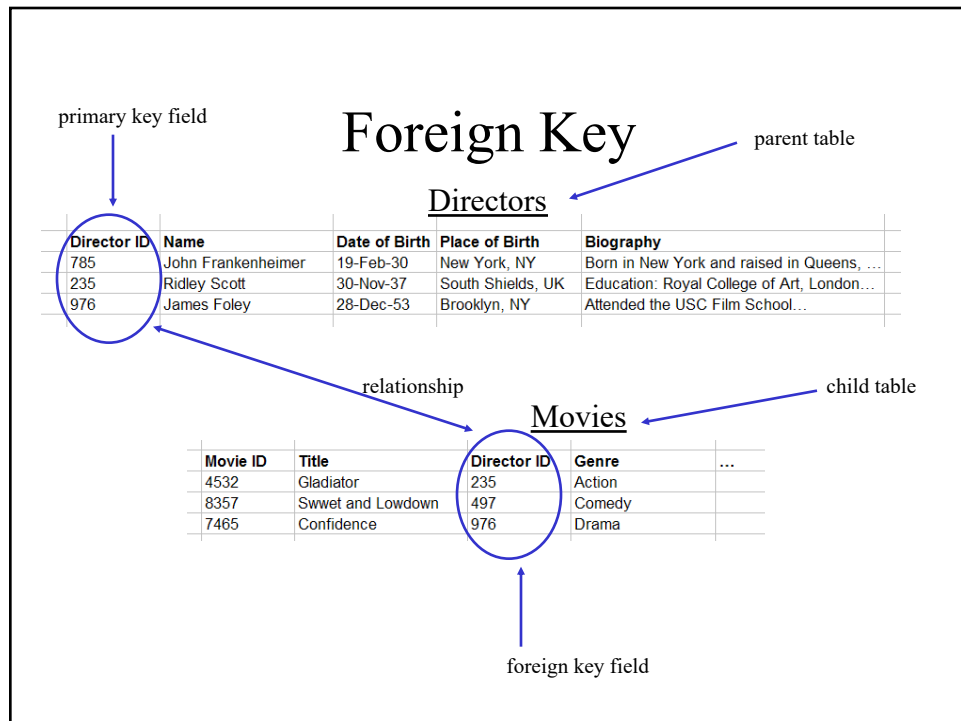 primary key field
Foreign Key
parent table
Directors
Director ID Name Date of Birth Place of Birth Biography
785 John Frankenheimer 19-Feb-30 New York, NY Born in New York and raised in Queens, ...
235 Ridley Scott 30-Nov-37 South Shields, UK Education: Royal College of Art, London...
976 James Foley 28-Dec-53 Brooklyn, NY Attended the USC Film School...
relationship
child table
Movies
Movie ID Title Director ID Genre ...
4532 Gladiator 235 Action
8357 Swwet and Lowdown 497 Comedy
7465 Confidence 976 Drama
foreign key field